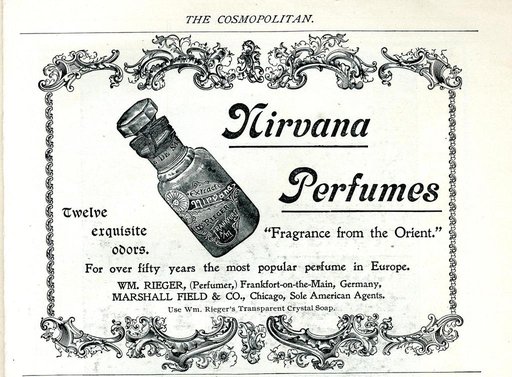 THE COSMOPOLITAN.
Nirvana
Perfumes
Extract
Nirvana
Twelve
exquisite
odors.
"Fragrance from the Orient."
For over fifty years the most popular perfume in Europe.
WM. RIEGER, (Perfumer,) Frankfort-on-the-Main, Germany,
MARSHALL FIELD & CO., Chicago, Sole American Agents.
Use Wm. Rieger's Transparent Crystal Soap.